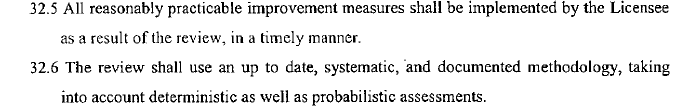 32.5 All reasonably practicable improvement measures shall be implemented by the Licensee
as a result of the review, in a timely manner.
32.6 The review shall use an up to date, systematic, and documented methodology, taking
into account deterministic as well as probabilistic assessments.